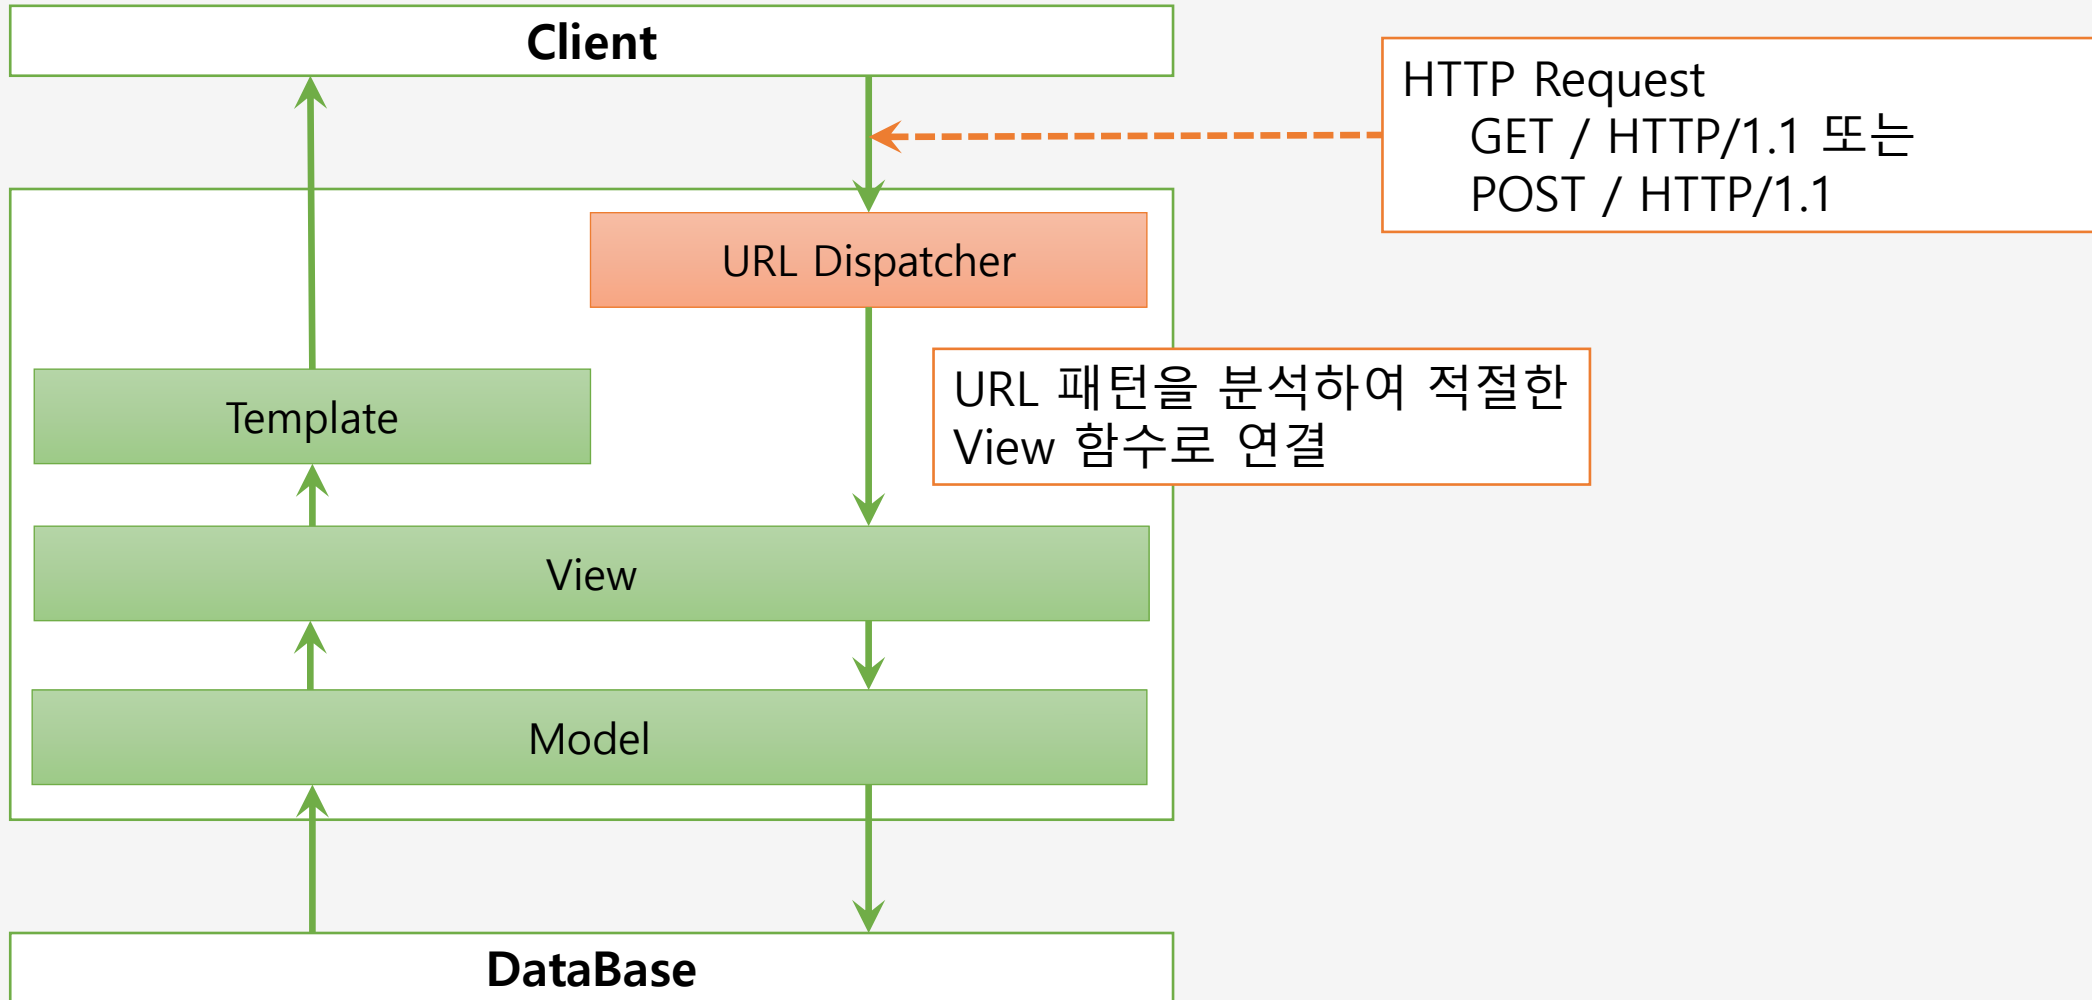 Client
HTTP Request
GET / HTTP/1.1 또는
POST / HTTP/1.1
URL Dispatcher
URL 패턴을 분석하여 적절한
View 함수로 연결
Template
View
Model
DataBase